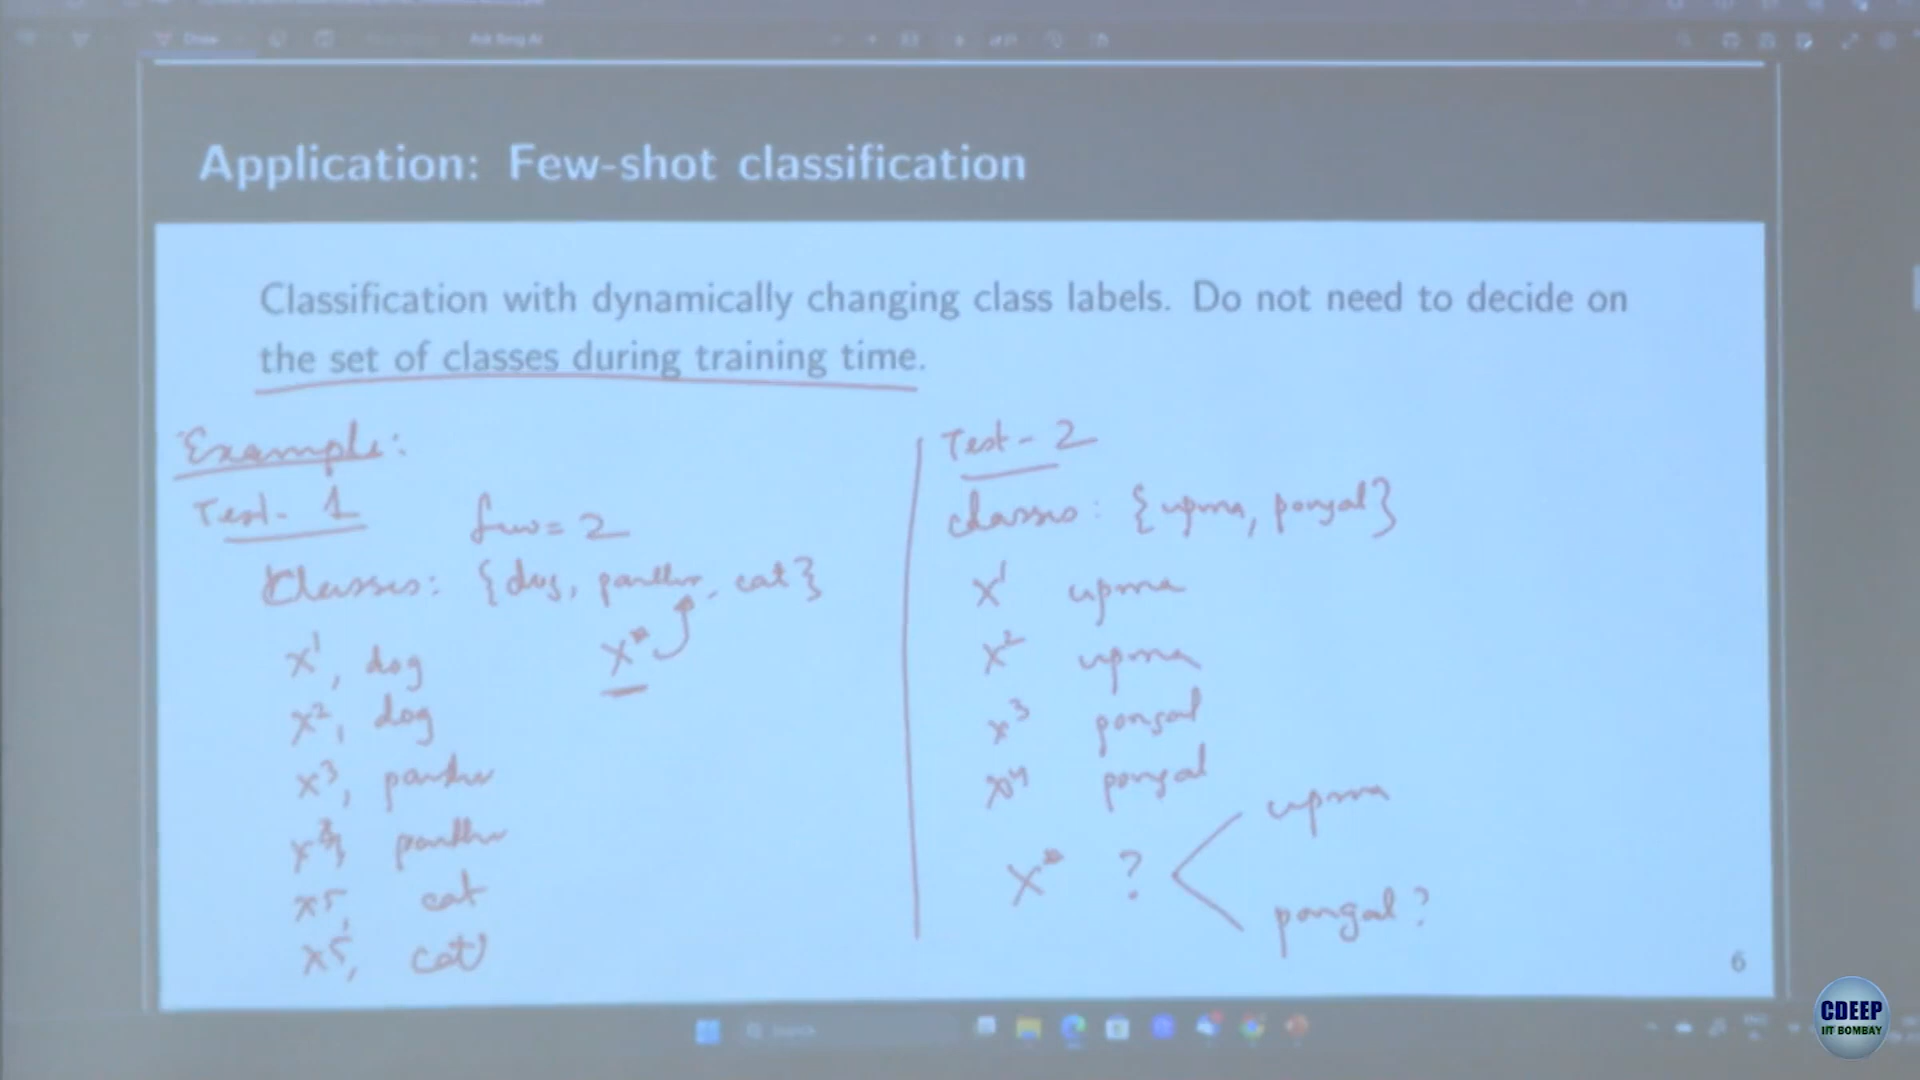 Draw
Application: Few-shot classification
Classification with dynamically changing class labels. Do not need to decide on
the set of classes during training time.
Example:
Test- 1
few = 2
Classes: {dog, panther, cat}
x*
x¹, dog
x², dog
x³, panther
panther
x5, cat
x5, cat
Test- 2
classes: {upma, pongal}
x¹ upma
x² upma
x³ pongal
x⁴ pongal
upma
x* ?
pongal?
6
Search
CDEEP
IIT BOMBAY